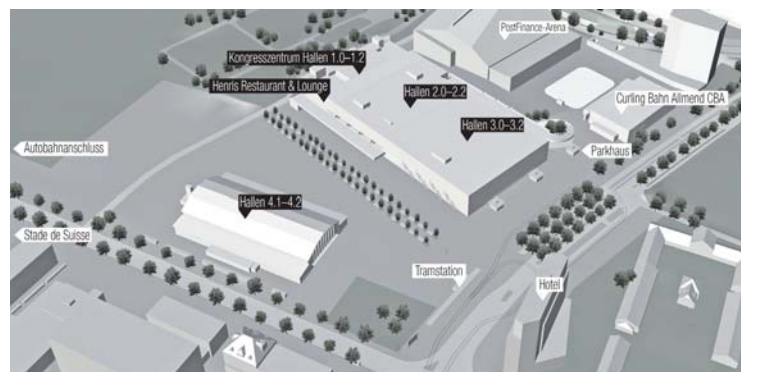 PostFinance-Arena
Kongresszentrum Hallen 1.0–1.2
Henris Restaurant & Lounge
Hallen 2.0–2.2
Curling Bahn Allmend CBA
Hallen 3.0–3.2
Autobahnanschluss
Parkhaus
Hallen 4.1–4.2
Stade de Suisse
Tramstation
Hotel